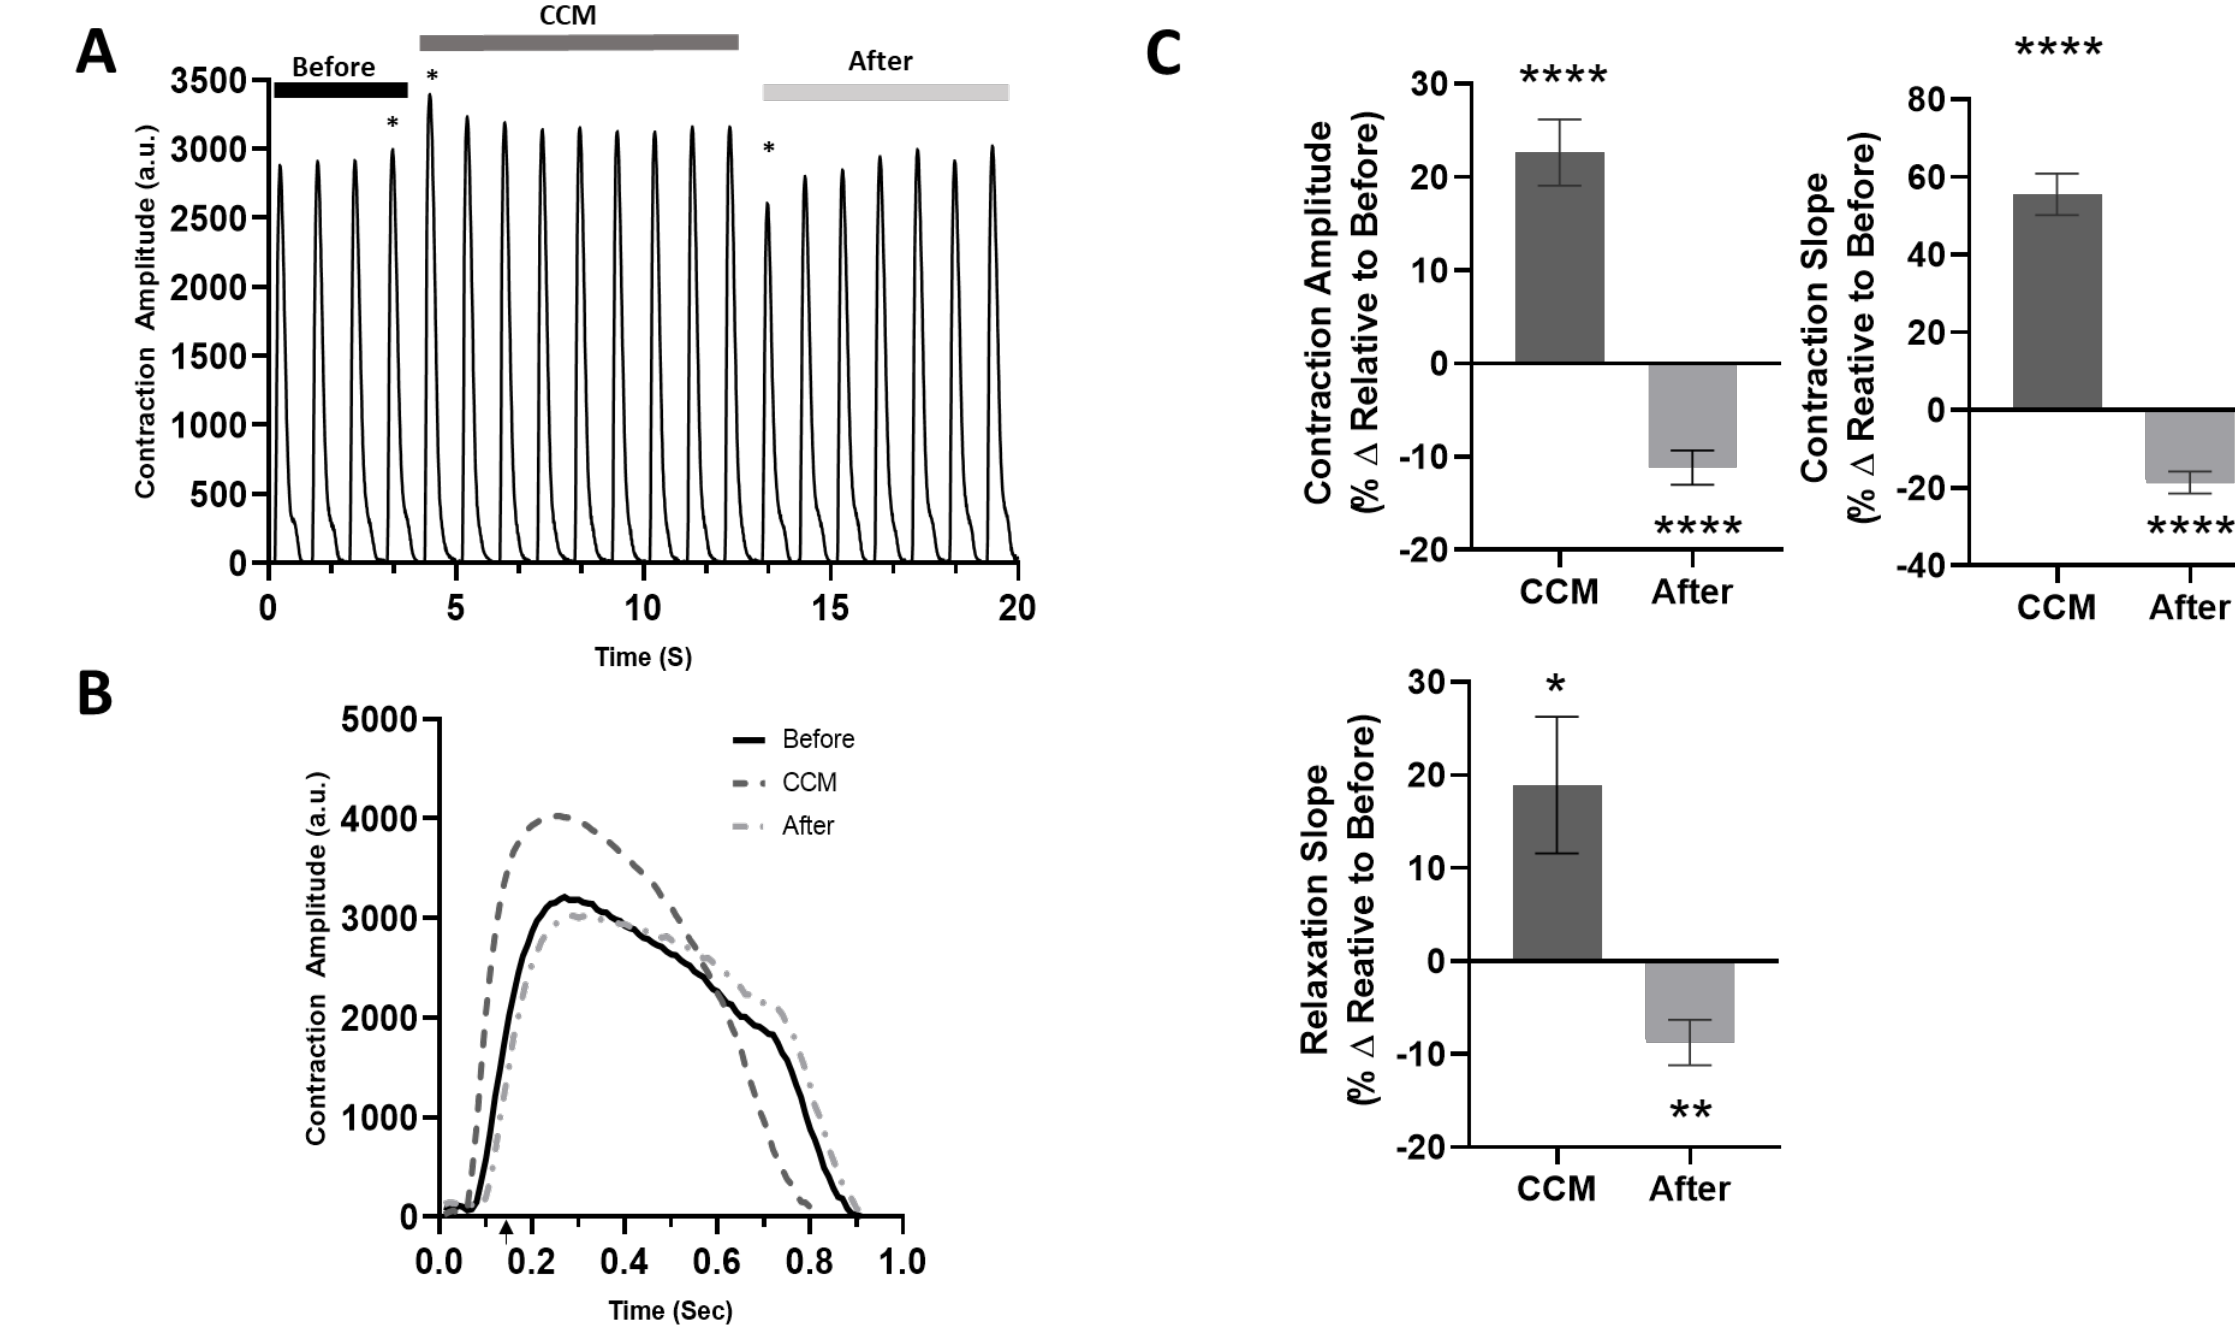 A
CCM
Before
After
*
*
*
3500
3000
2500
2000
1500
1000
500
0
Contraction Amplitude (a.u.)
0 5 10 15 20
Time (S)
B
5000
4000
3000
2000
1000
0
Contraction Amplitude (a.u.)
Before
CCM
After
0.0 0.2 0.4 0.6 0.8 1.0
Time (Sec)
C
****
30
20
10
0
-10
-20
Contraction Amplitude
(% Δ Relative to Before)
****
CCM After
****
80
60
40
20
0
-20
-40
Contraction Slope
(% Δ Reative to Before)
****
CCM After
*
30
20
10
0
-10
-20
Relaxation Slope
(% Δ Reative to Before)
**
CCM After